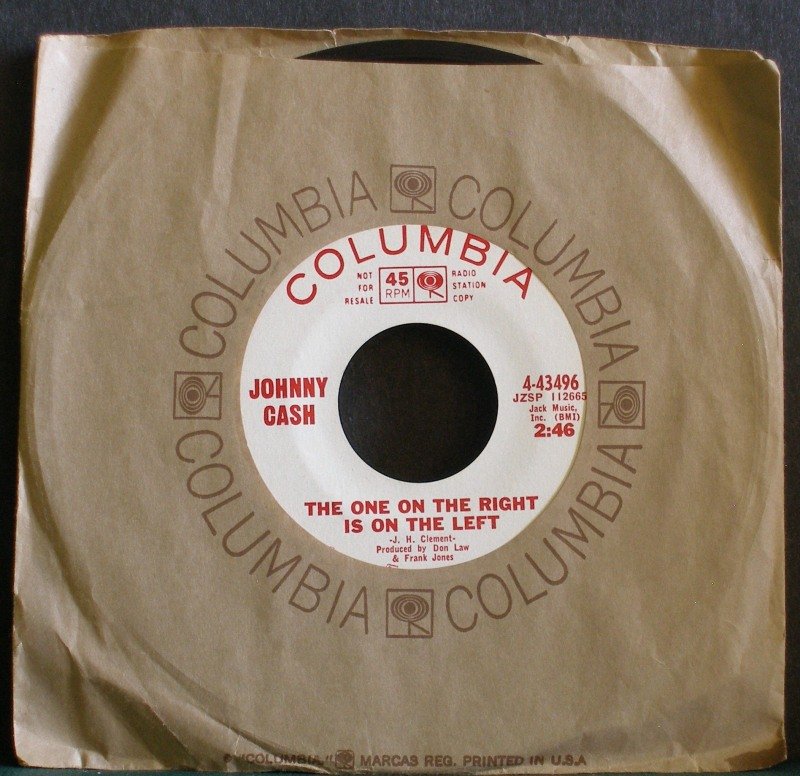 COLUMBIA COLUMBIA
COLUMBIA
NOT FOR RESALE
45 RPM
RADIO STATION COPY
JOHNNY
CASH
4-43496
JZSP 112665
Jack Music,
Inc. (BMI)
2:46
THE ONE ON THE RIGHT
IS ON THE LEFT
-J. H. Clement-
Produced by Don Law
& Frank Jones
COLUMBIA COLUMBIA
"COLUMBIA," MARCAS REG. PRINTED IN U.S.A